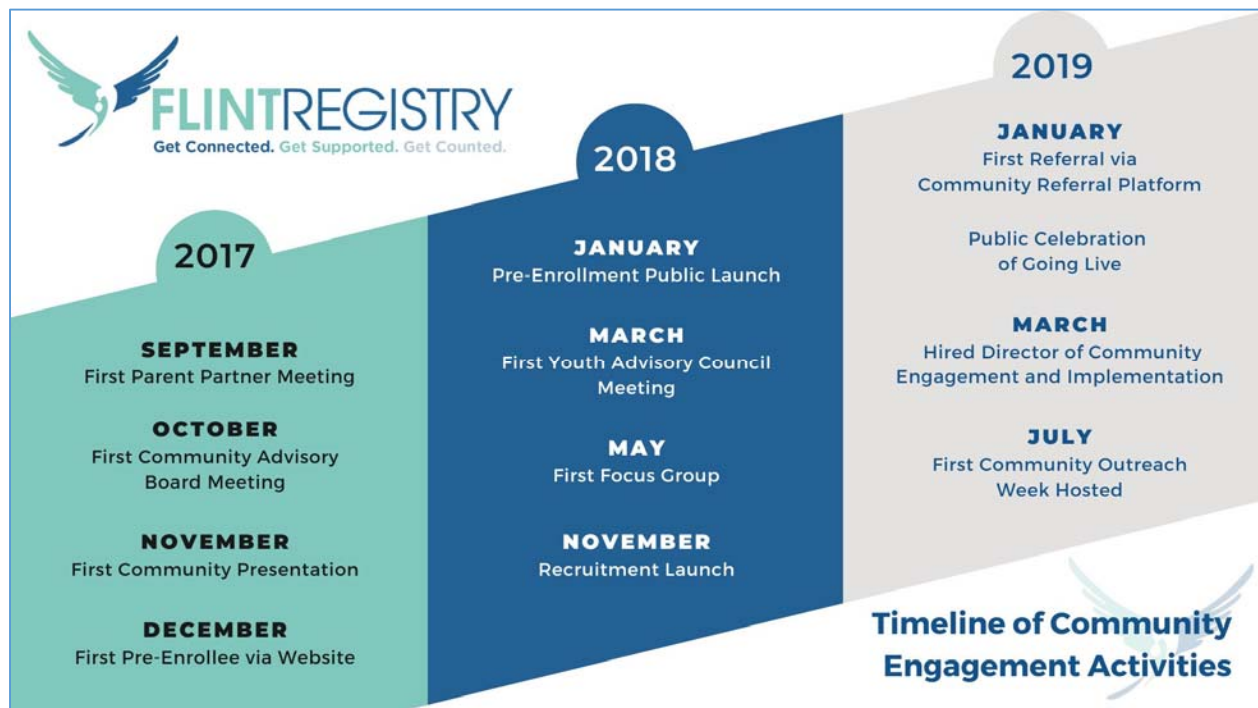 FLINTREGISTRY
Get Connected. Get Supported. Get Counted.
2017
SEPTEMBER
First Parent Partner Meeting
OCTOBER
First Community Advisory
Board Meeting
NOVEMBER
First Community Presentation
DECEMBER
First Pre-Enrollee via Website
2018
JANUARY
Pre-Enrollment Public Launch
MARCH
First Youth Advisory Council
Meeting
MAY
First Focus Group
NOVEMBER
Recruitment Launch
2019
JANUARY
First Referral via
Community Referral Platform
Public Celebration
of Going Live
MARCH
Hired Director of Community
Engagement and Implementation
JULY
First Community Outreach
Week Hosted
Timeline of Community
Engagement Activities